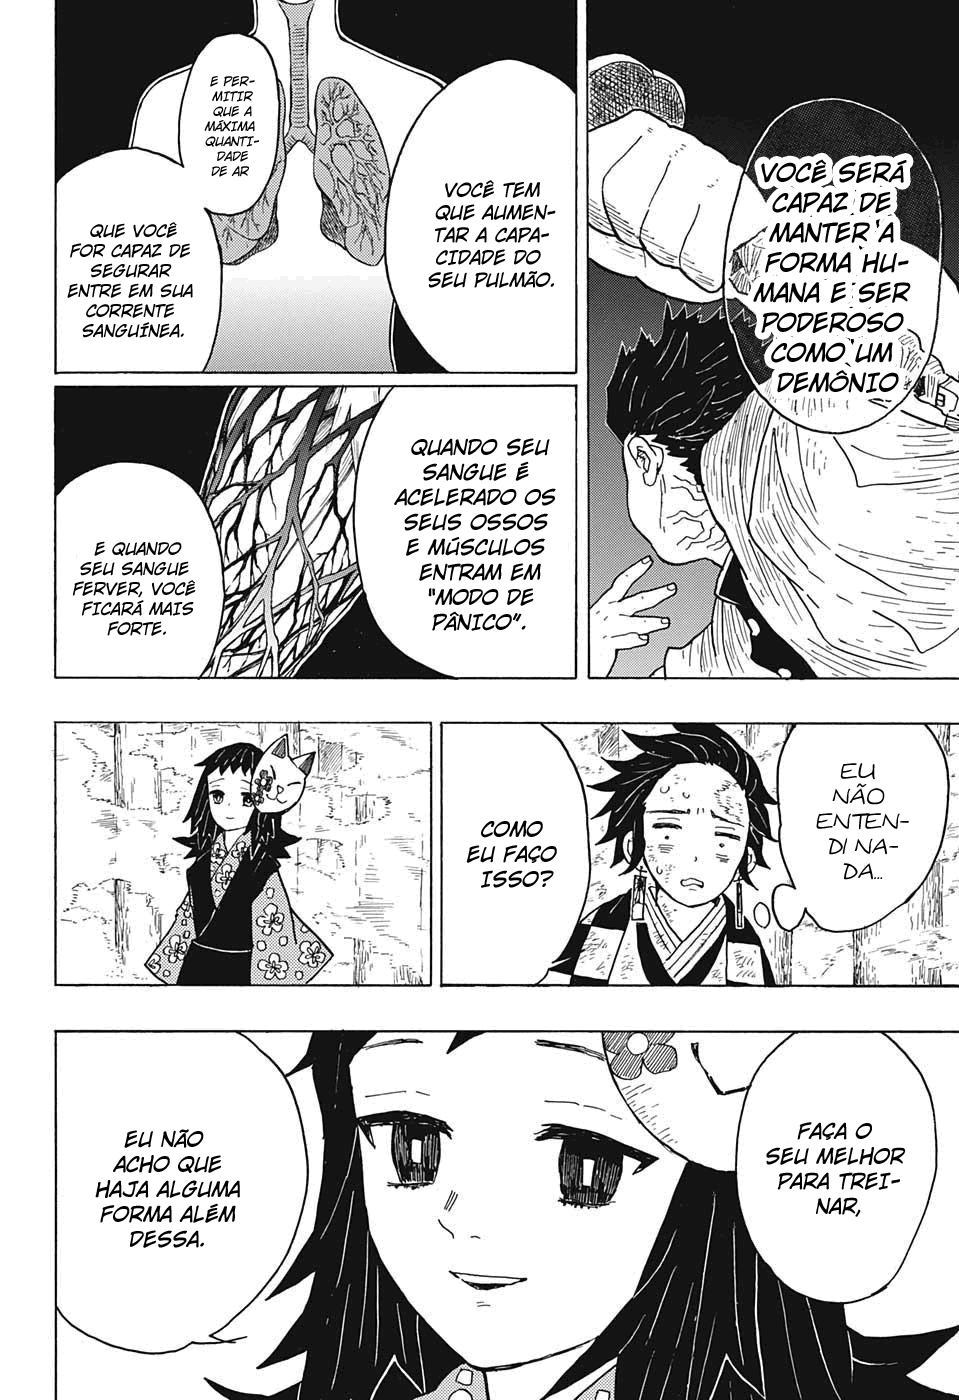 VOCÊ SERÁ
CAPAZ DE
MANTER A
FORMA HU-
MANA E SER
PODEROSO
COMO UM
DEMÔNIO
VOCÊ TEM
QUE AUMEN-
TAR A CAPA-
CIDADE DO
SEU PULMÃO.
E PER-
MITIR
QUE A
MÁXIMA
QUANTI-
DADE
DE AR
QUE VOCÊ
FOR CAPAZ DE
SEGURAR
ENTRE EM SUA
CORRENTE
SANGUÍNEA.
QUANDO SEU
SANGUE É
ACELERADO OS
SEUS OSSOS
E MÚSCULOS
ENTRAM EM
"MODO DE
PÂNICO".
E QUANDO
SEU SANGUE
FERVER, VOCÊ
FICARÁ MAIS
FORTE.
EU
NÃO
ENTEN-
DI NA-
DA...
COMO
EU FAÇO
ISSO?
FAÇA O
SEU MELHOR
PARA TREI-
NAR,
EU NÃO
ACHO QUE
HAJA ALGUMA
FORMA ALÉM
DESSA.